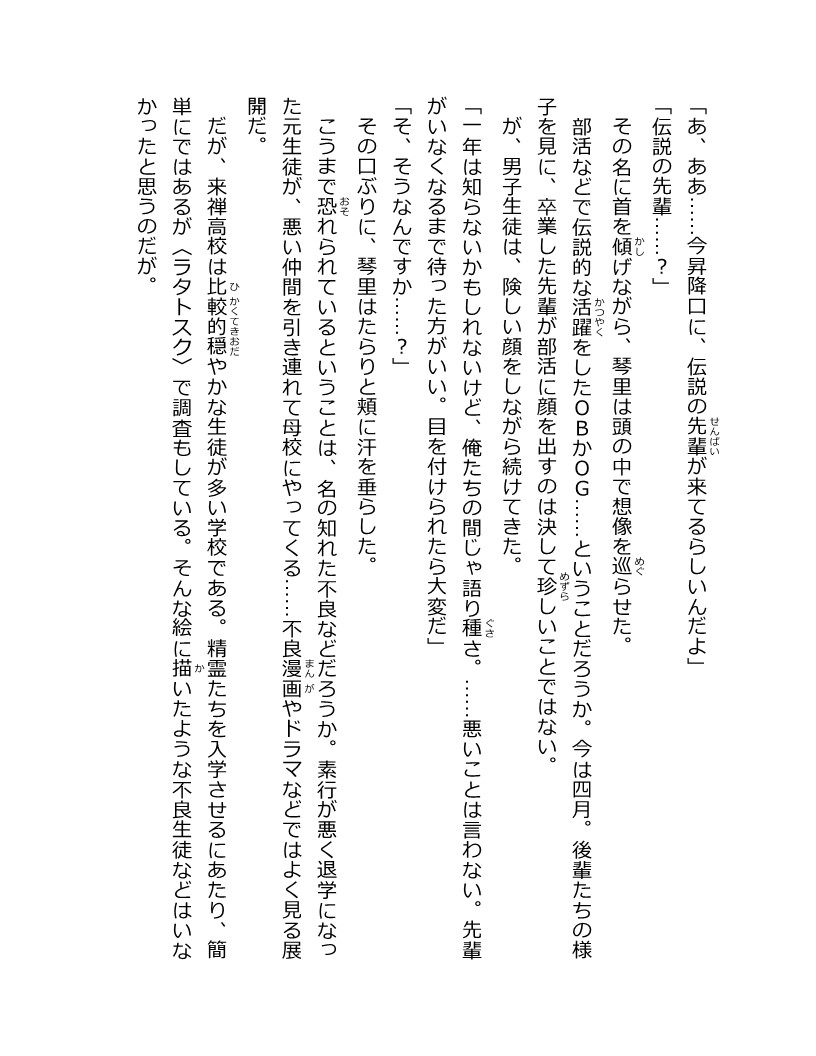 「あ、ああ……今昇降口に、伝説の先輩が来てるらしいんだよ」
「伝説の先輩……？」
　その名に首を傾げながら、琴里は頭の中で想像を巡らせた。
　部活などで伝説的な活躍をしたＯＢかＯＧ……ということだろうか。今は四月。後輩たちの様
子を見に、卒業した先輩が部活に顔を出すのは決して珍しいことではない。
　が、男子生徒は、険しい顔をしながら続けてきた。
「一年は知らないかもしれないけど、俺たちの間じゃ語り種さ。……悪いことは言わない。先輩
がいなくなるまで待った方がいい。目を付けられたら大変だ」
「そ、そうなんですか……？」
　その口ぶりに、琴里はたらりと頬に汗を垂らした。
　こうまで恐れられているということは、名の知れた不良などだろうか。素行が悪く退学になっ
た元生徒が、悪い仲間を引き連れて母校にやってくる……不良漫画やドラマなどではよく見る展
開だ。
　だが、来禅高校は比較的穏やかな生徒が多い学校である。精霊たちを入学させるにあたり、簡
単にではあるが〈ラタトスク〉で調査もしている。そんな絵に描いたような不良生徒などはいな
かったと思うのだが。